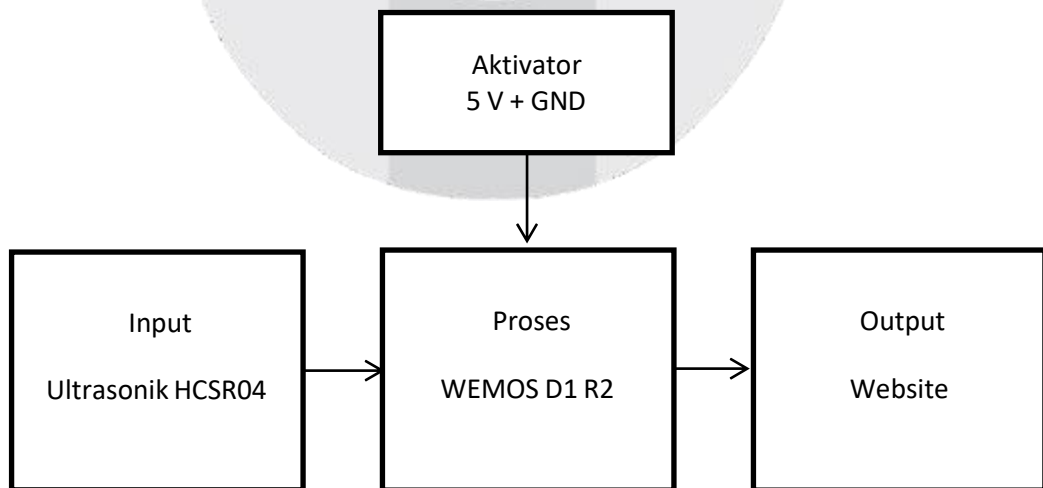 Aktivator
5 V + GND
Input
Ultrasonik HCSR04
Proses
WEMOS D1 R2
Output
Website